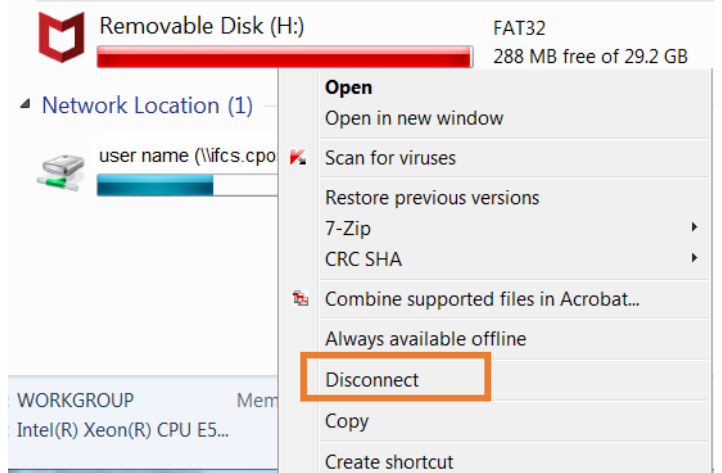 Removable Disk (H:)
FAT32
288 MB free of 29.2 GB
Network Location (1)
user name (\\ifcs.cpo
Open
Open in new window
Scan for viruses
Restore previous versions
7-Zip
CRC SHA
Combine supported files in Acrobat...
Always available offline
Disconnect
Copy
Create shortcut
WORKGROUP Mem
Intel(R) Xeon(R) CPU E5...